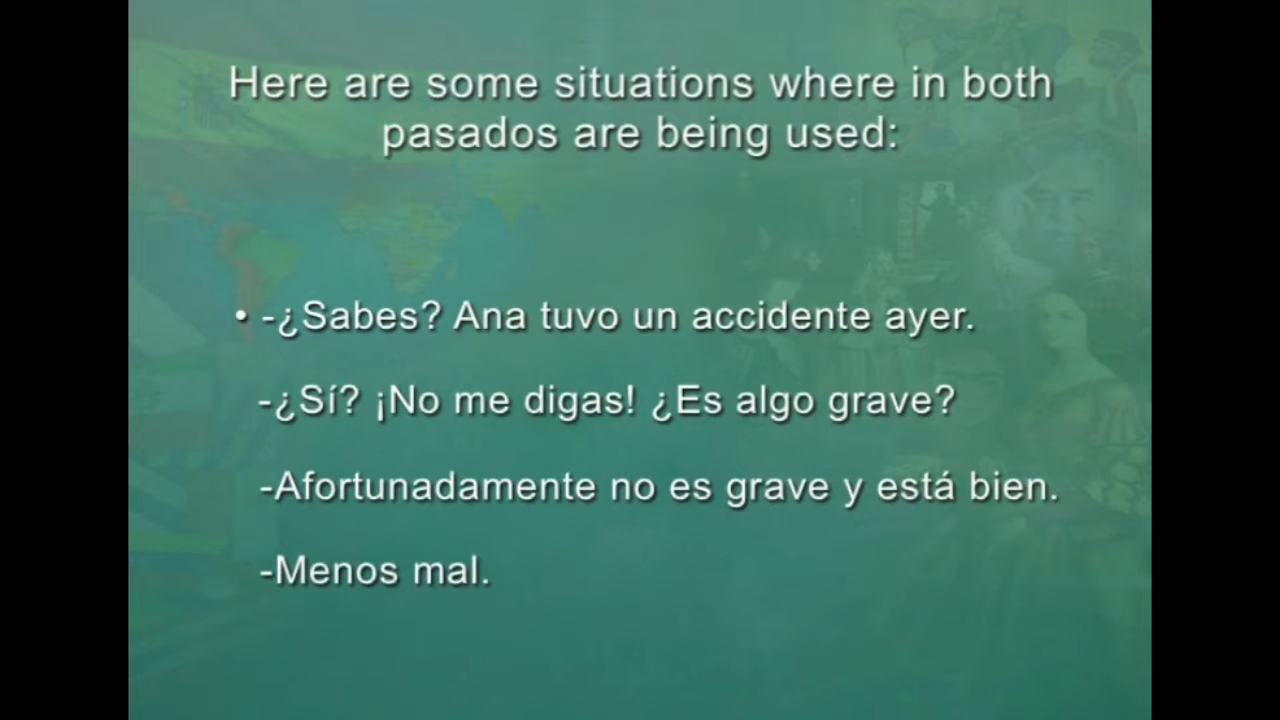 Here are some situations where in both
pasados are being used:
• -¿Sabes? Ana tuvo un accidente ayer.
-¿Sí? ¡No me digas! ¿Es algo grave?
-Afortunadamente no es grave y está bien.
-Menos mal.